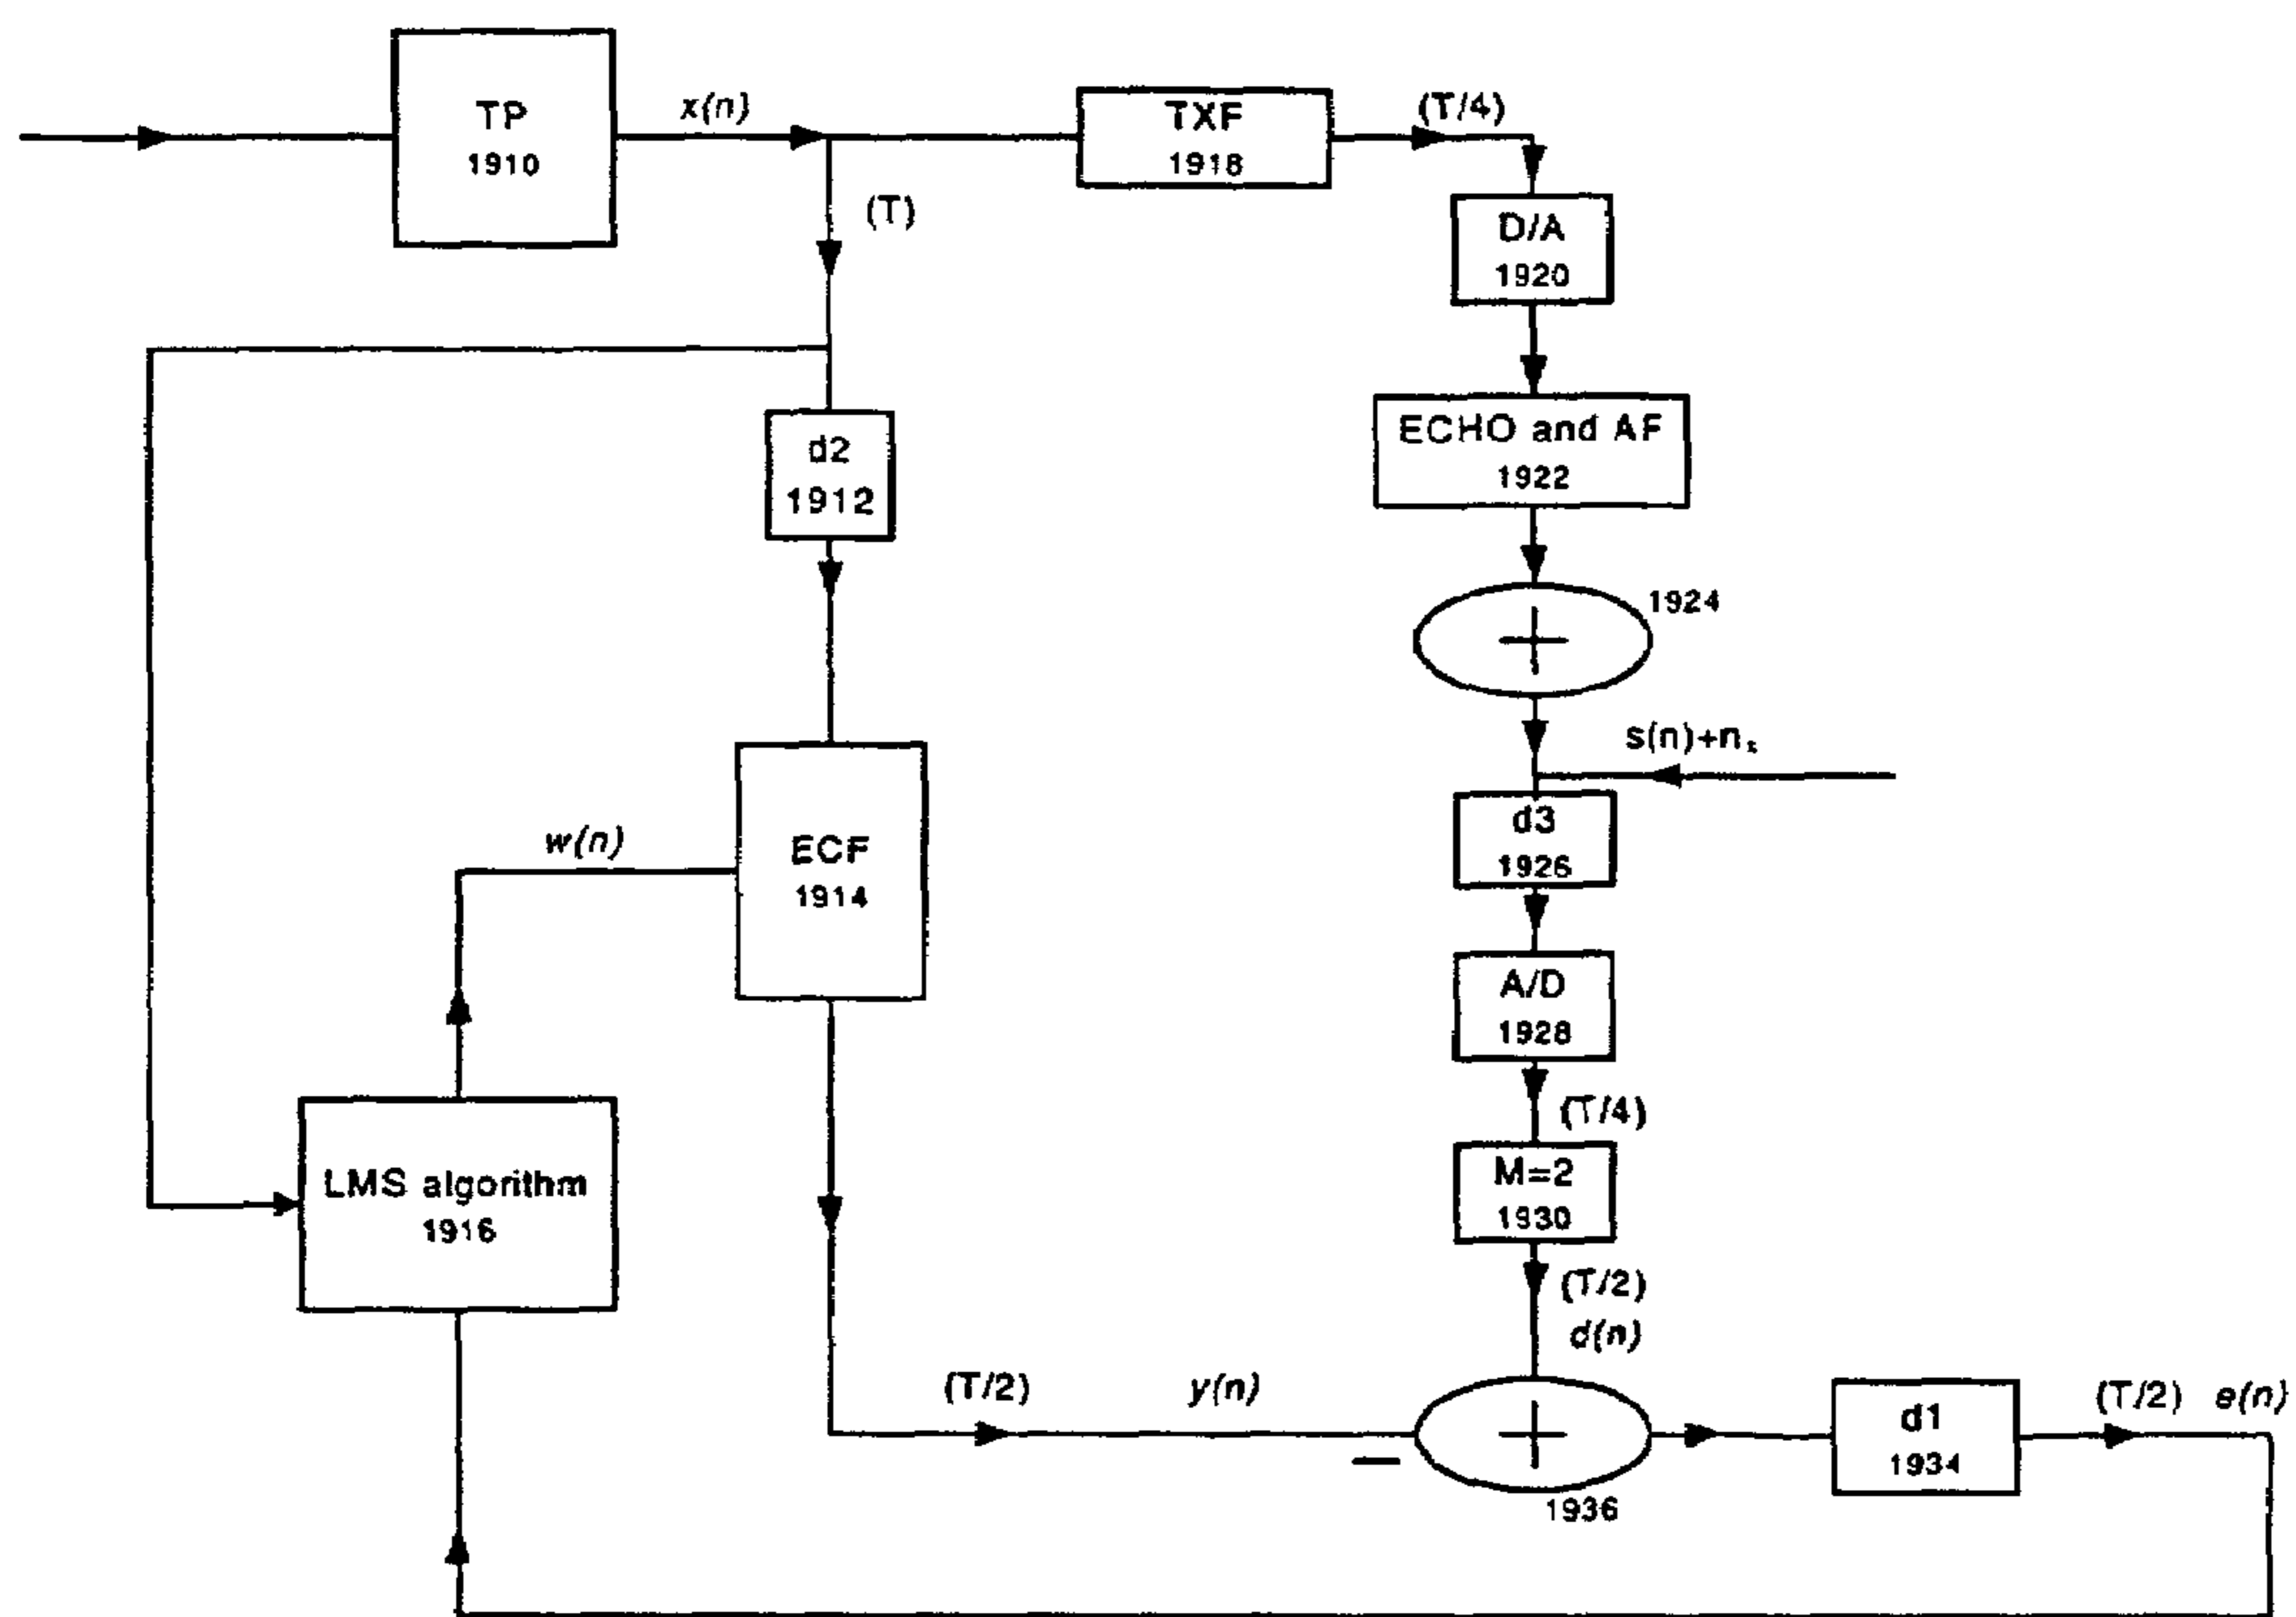 TP
1910
x(n)
TXF
1918
(T/4)
(T)
D/A
1920
ECHO and AF
1922
d2
1912
1924
s(n)+n
d3
1926
w(n)
ECF
1914
A/D
1928
(T/4)
M=2
1930
LMS algorithm
1916
(T/2)
d(n)
(T/2)
y(n)
d1
1934
(T/2)
e(n)
1936